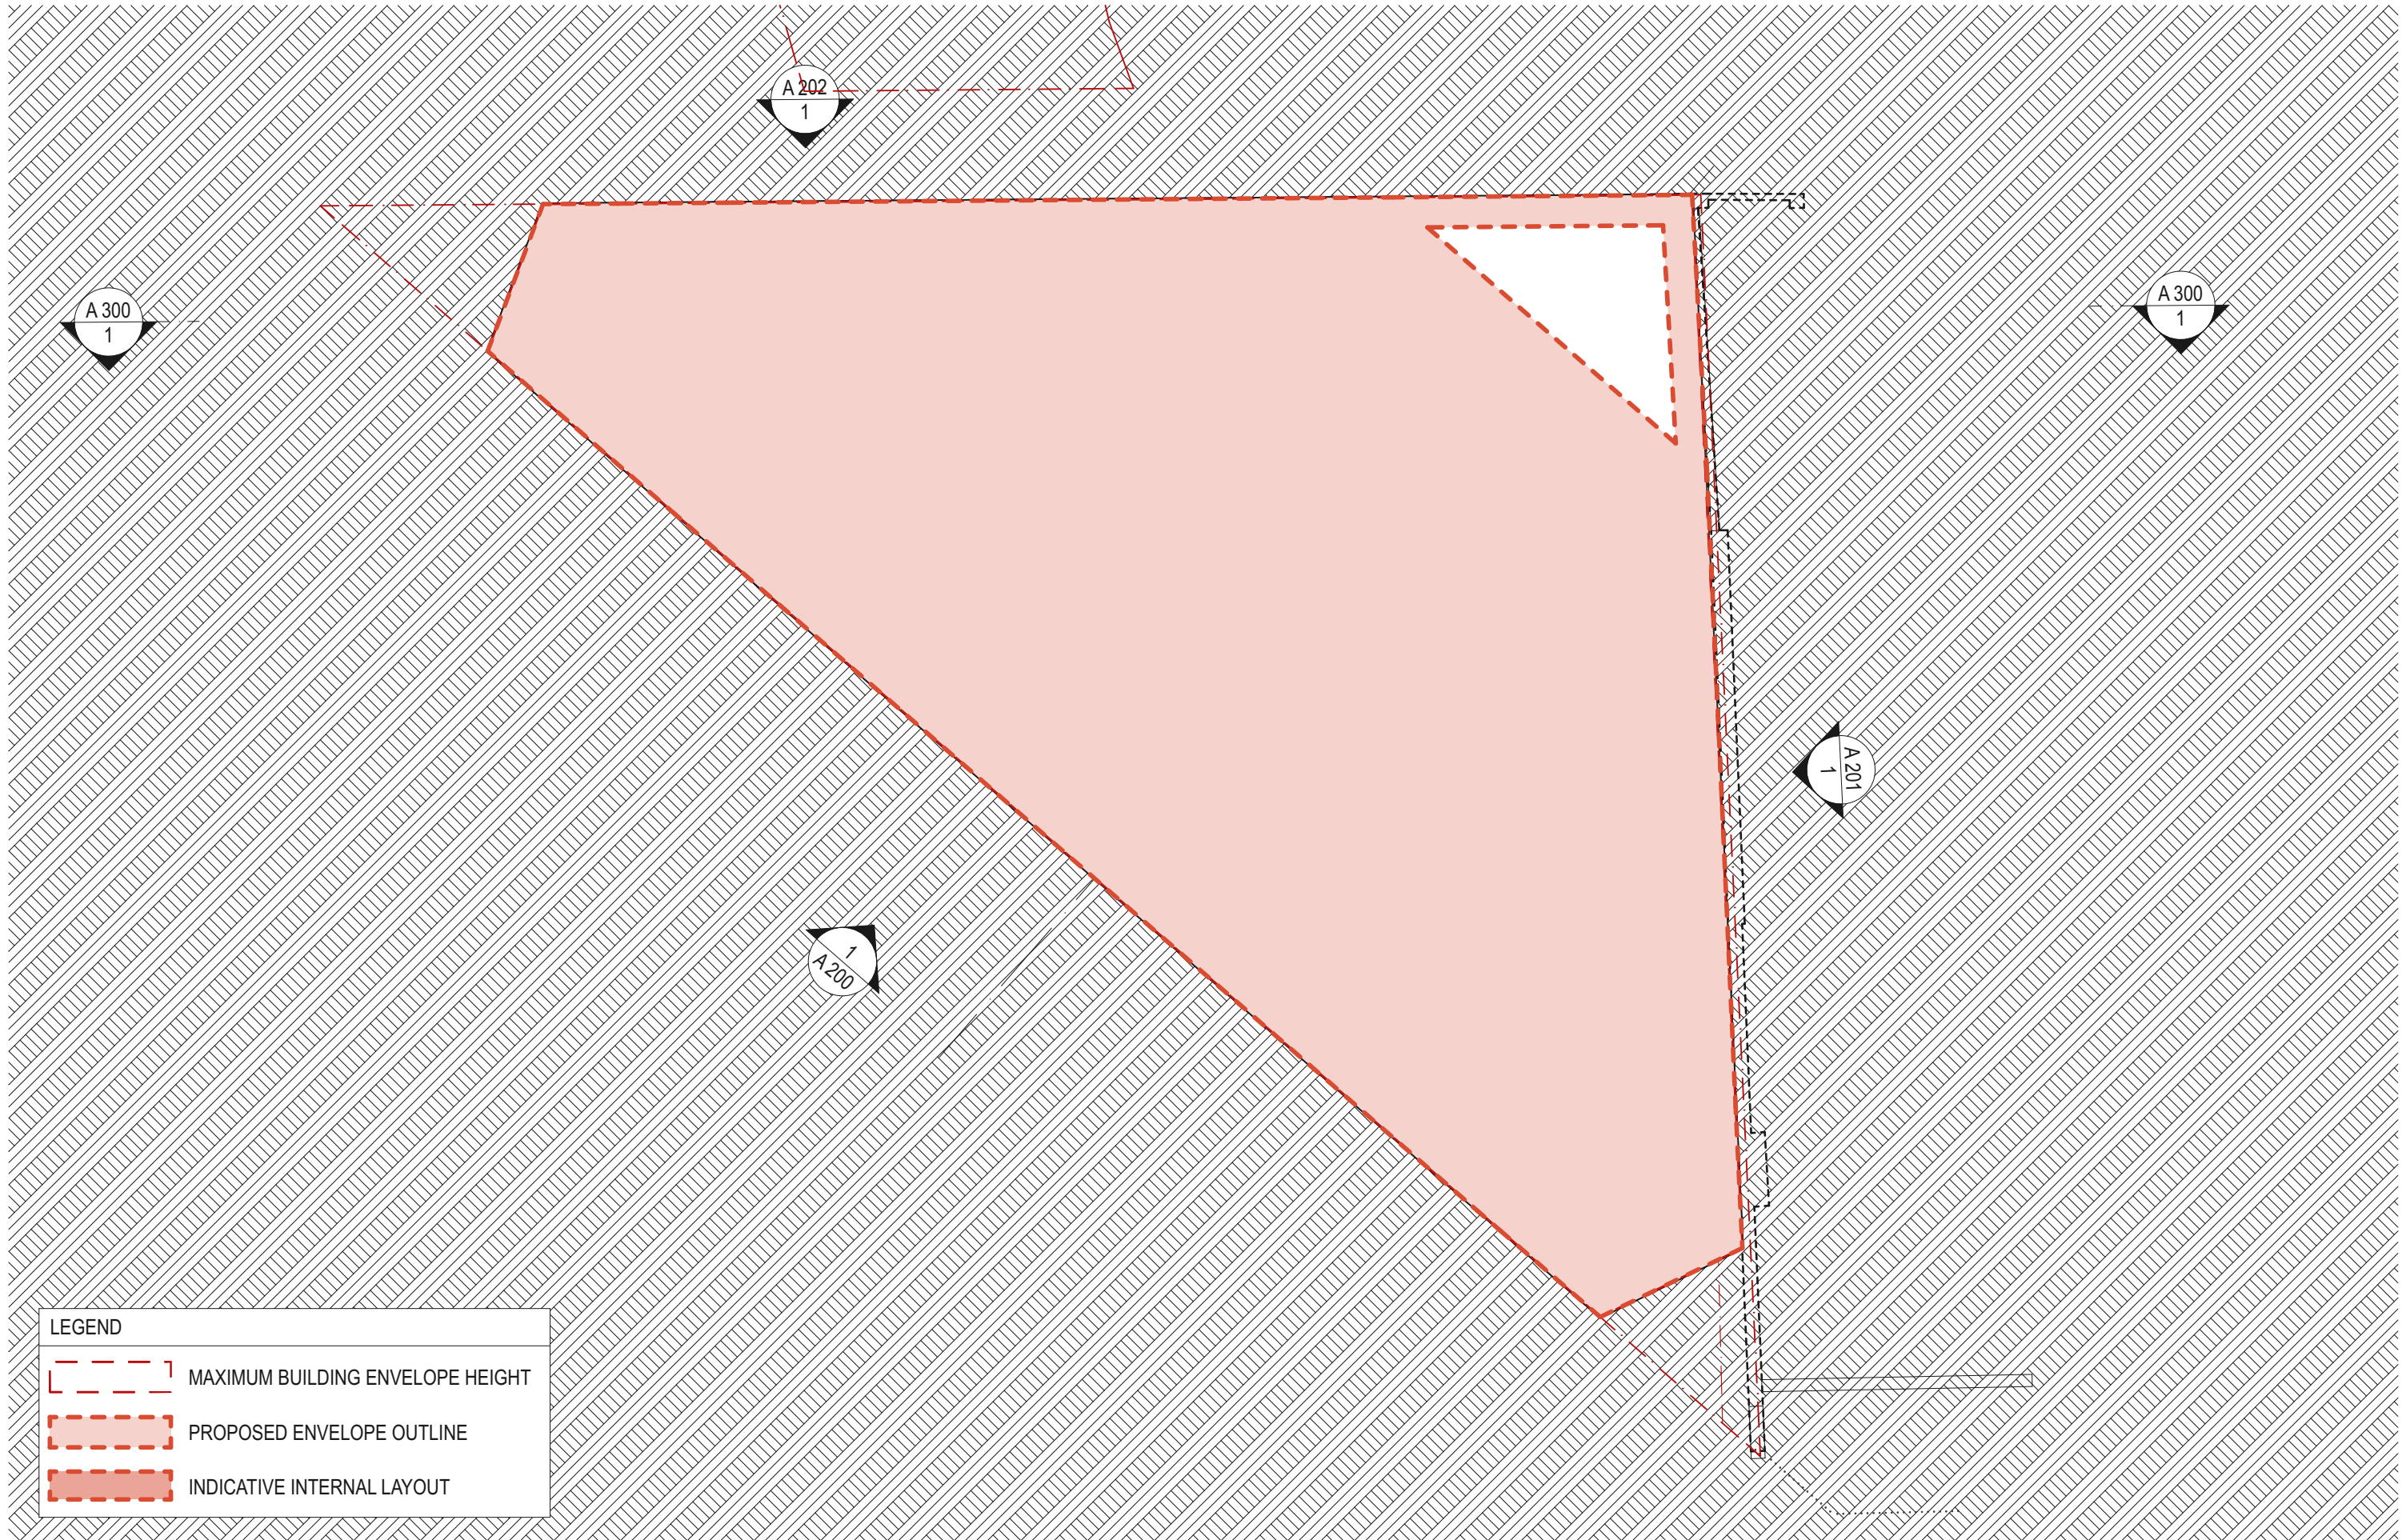 A 202
1
A 300
1
A 300
1
A 201
1
1
A 200
LEGEND
MAXIMUM BUILDING ENVELOPE HEIGHT
PROPOSED ENVELOPE OUTLINE
INDICATIVE INTERNAL LAYOUT